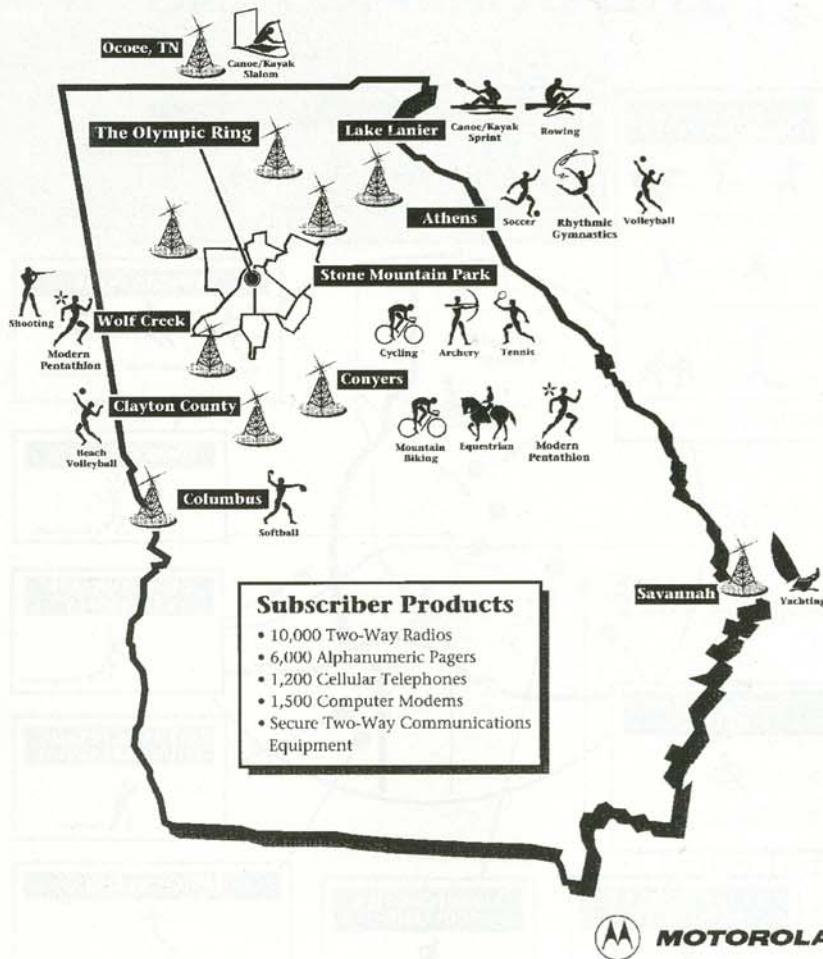 Ocoee, TN
Canoe/Kayak
Slalom
The Olympic Ring
Lake Lanier
Canoe/Kayak
Sprint
Rowing
Athens
Soccer
Rhythmic
Gymnastics
Volleyball
Stone Mountain Park
Cycling
Archery
Tennis
Shooting
Wolf Creek
Modern
Pentathlon
Conyers
Mountain
Biking
Equestrian
Modern
Pentathlon
Clayton County
Beach
Volleyball
Columbus
Softball
Savannah
Yachting
Subscriber Products
• 10,000 Two-Way Radios
• 6,000 Alphanumeric Pagers
• 1,200 Cellular Telephones
• 1,500 Computer Modems
• Secure Two-Way Communications
Equipment
MOTOROLA